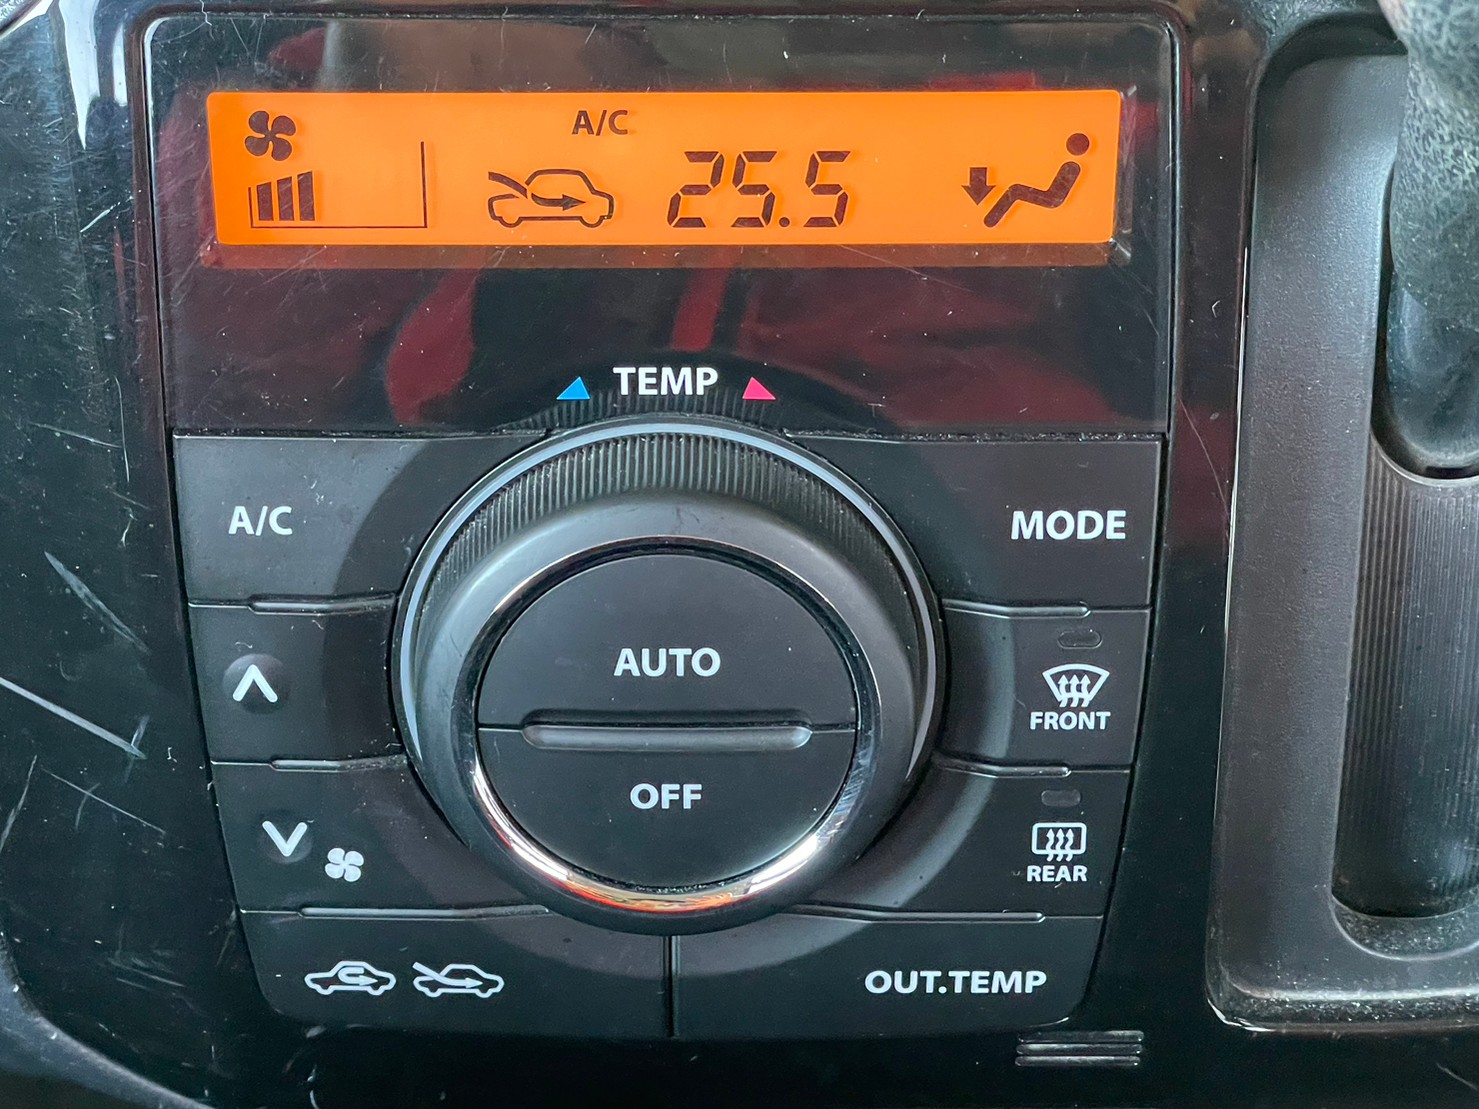 A/C
25.5
TEMP
A/C
MODE
AUTO
FRONT
OFF
REAR
OUT.TEMP